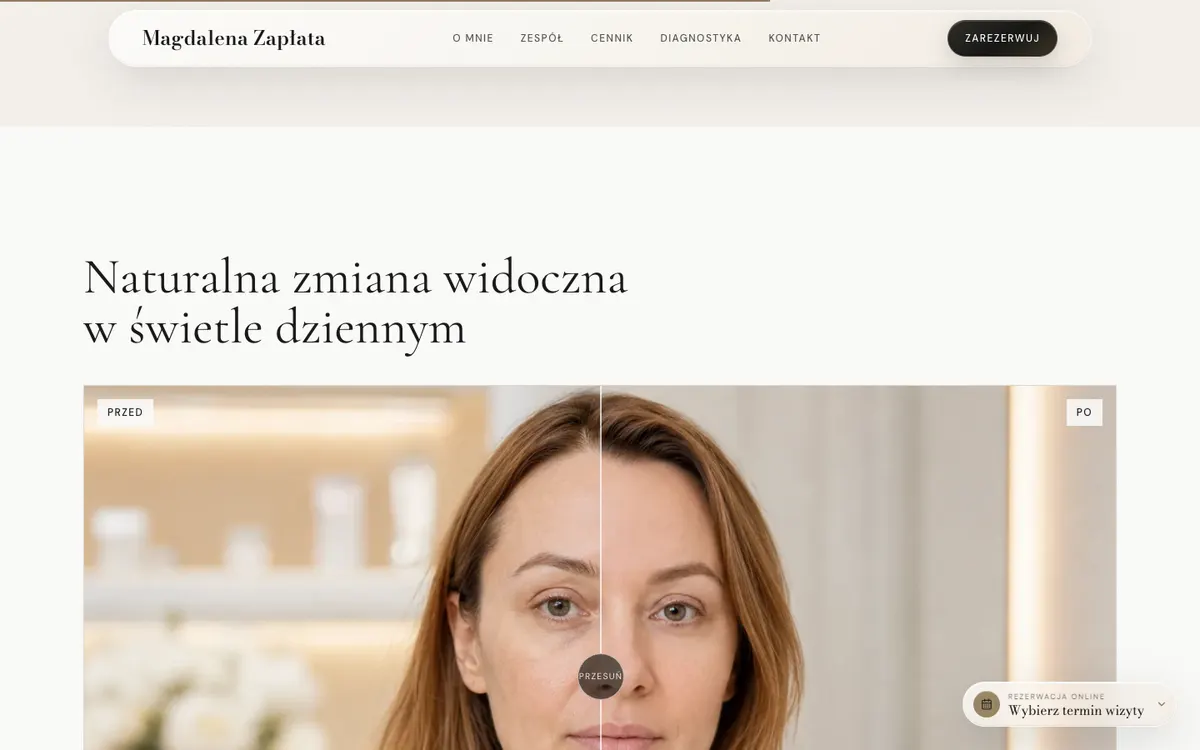 Magdalena Zapłata
O MNIE
ZESPÓŁ
CENNIK
DIAGNOSTYKA
KONTAKT
ZAREZERWUJ
Naturalna zmiana widoczna
w świetle dziennym
PRZED
PO
PRZESUŃ
REZERWACJA ONLINE
Wybierz termin wizyty